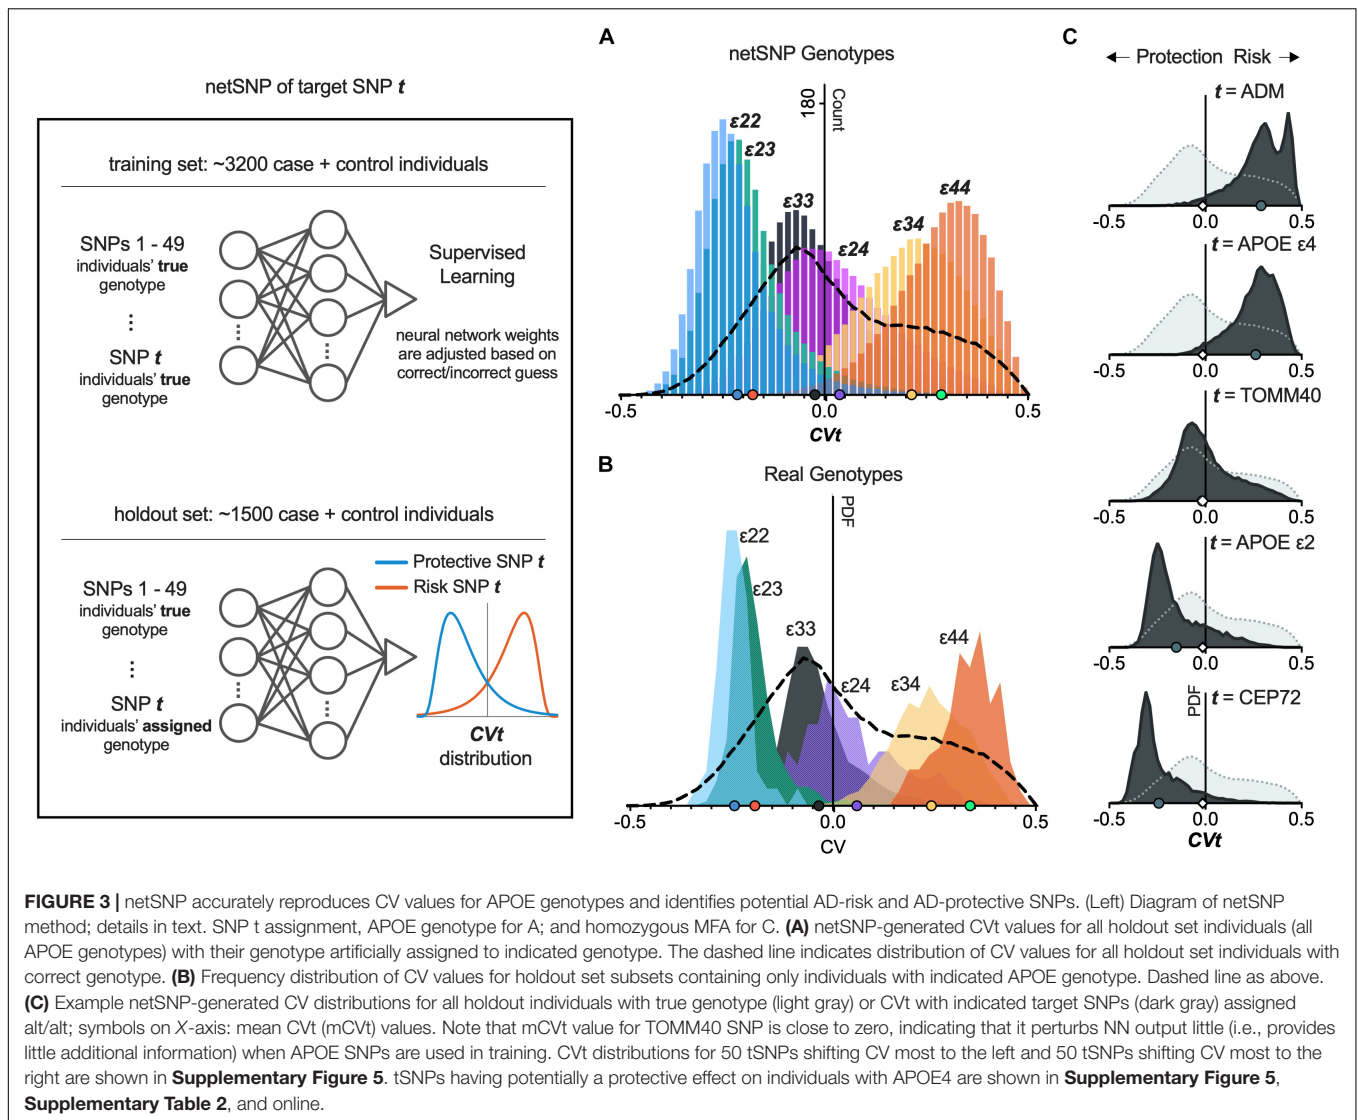 netSNP of target SNP t
training set: ~3200 case + control individuals
SNPs 1 - 49
individuals' true
genotype
⋮
SNP t
individuals' true
genotype
Supervised
Learning
neural network weights
are adjusted based on
correct/incorrect guess
holdout set: ~1500 case + control individuals
SNPs 1 - 49
individuals' true
genotype
⋮
SNP t
individuals' assigned
genotype
Protective SNP t
Risk SNP t
CVt
distribution
A
netSNP Genotypes
180
Count
ε22
ε23
ε33
ε24
ε34
ε44
-0.5
0.0
0.5
CVt
B
Real Genotypes
PDF
ε22
ε23
ε33
ε24
ε34
ε44
-0.5
0.0
0.5
CV
C
← Protection Risk →
t = ADM
-0.5 0.0 0.5
t = APOE ε4
-0.5 0.0 0.5
t = TOMM40
-0.5 0.0 0.5
t = APOE ε2
-0.5 0.0 0.5
PDF
t = CEP72
-0.5 0.0 0.5
CVt
FIGURE 3 | netSNP accurately reproduces CV values for APOE genotypes and identifies potential AD-risk and AD-protective SNPs. (Left) Diagram of netSNP
method; details in text. SNP t assignment, APOE genotype for A; and homozygous MFA for C. (A) netSNP-generated CVt values for all holdout set individuals (all
APOE genotypes) with their genotype artificially assigned to indicated genotype. The dashed line indicates distribution of CV values for all holdout set individuals with
correct genotype. (B) Frequency distribution of CV values for holdout set subsets containing only individuals with indicated APOE genotype. Dashed line as above.
(C) Example netSNP-generated CV distributions for all holdout individuals with true genotype (light gray) or CVt with indicated target SNPs (dark gray) assigned
alt/alt; symbols on X-axis: mean CVt (mCVt) values. Note that mCVt value for TOMM40 SNP is close to zero, indicating that it perturbs NN output little (i.e., provides
little additional information) when APOE SNPs are used in training. CVt distributions for 50 tSNPs shifting CV most to the left and 50 tSNPs shifting CV most to the
right are shown in Supplementary Figure 5. tSNPs having potentially a protective effect on individuals with APOE4 are shown in Supplementary Figure 5,
Supplementary Table 2, and online.